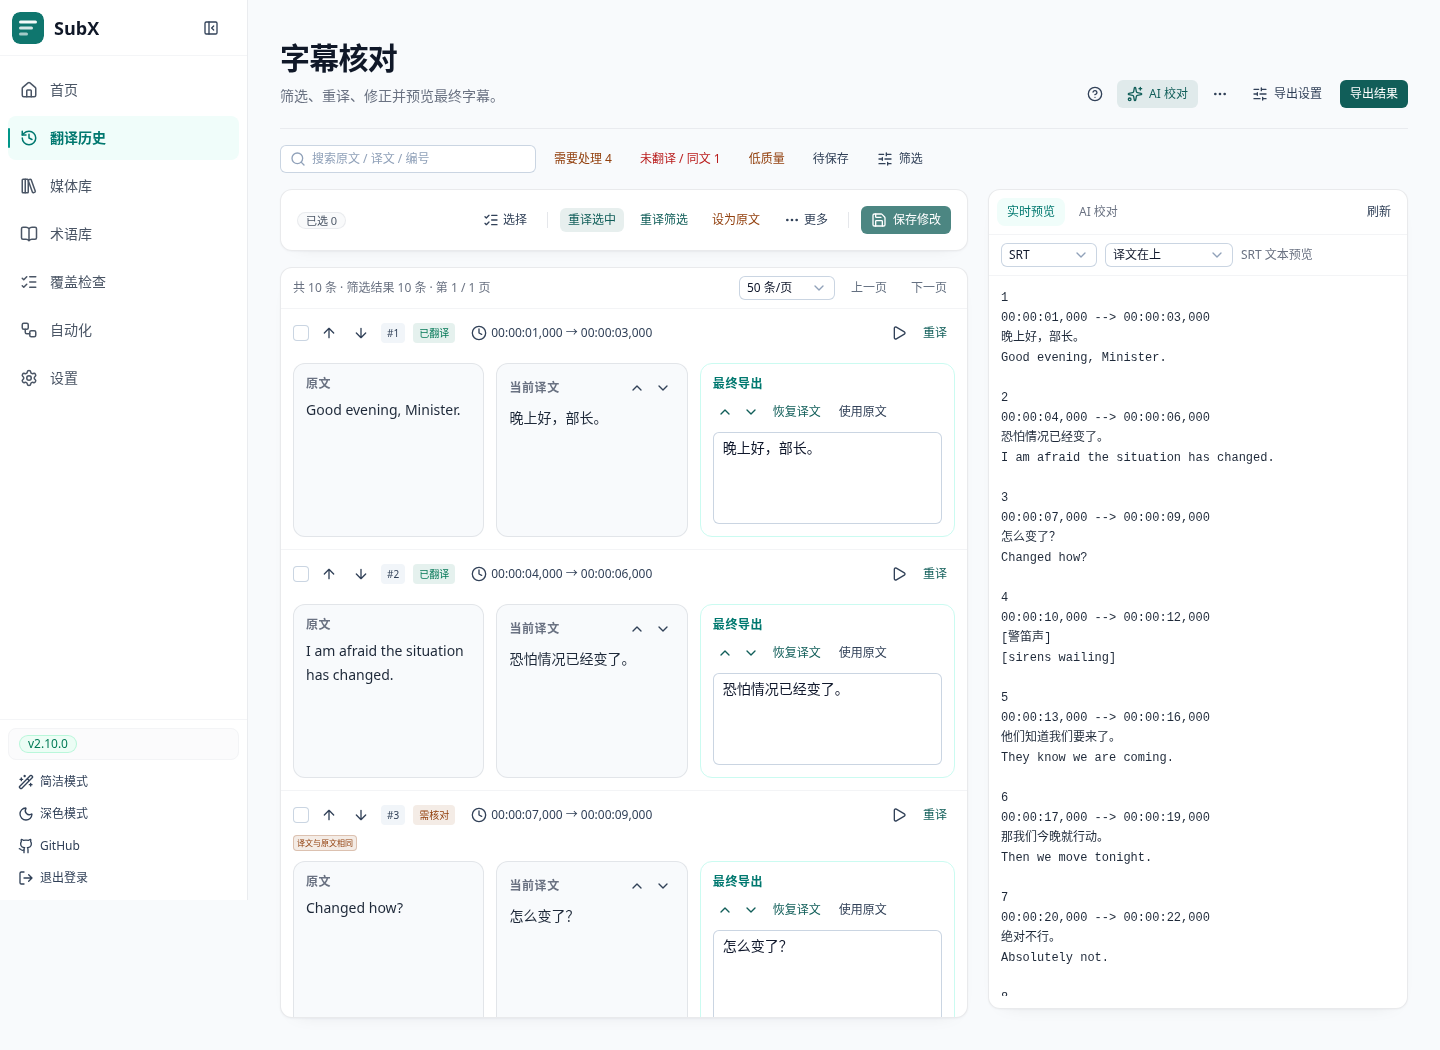 SubX
首页
翻译历史
媒体库
术语库
覆盖检查
自动化
设置
v2.10.0
简洁模式
深色模式
GitHub
退出登录
字幕核对
筛选、重译、修正并预览最终字幕。
AI 校对
导出设置
导出结果
搜索原文 / 译文 / 编号
需要处理 4
未翻译 / 同文 1
低质量
待保存
筛选
已选 0
选择
重译选中
重译筛选
设为原文
更多
保存修改
共 10 条 · 筛选结果 10 条 · 第 1 / 1 页
50 条/页
上一页
下一页
#1 已翻译 00:00:01,000 → 00:00:03,000 重译
原文
Good evening, Minister.
当前译文
晚上好，部长。
最终导出
恢复译文 使用原文
晚上好，部长。
#2 已翻译 00:00:04,000 → 00:00:06,000 重译
原文
I am afraid the situation
has changed.
当前译文
恐怕情况已经变了。
最终导出
恢复译文 使用原文
恐怕情况已经变了。
#3 需核对 00:00:07,000 → 00:00:09,000 重译
译文与原文相同
原文
Changed how?
当前译文
怎么变了？
最终导出
恢复译文 使用原文
怎么变了？
实时预览
AI 校对
刷新
SRT
译文在上
SRT 文本预览
1
00:00:01,000 --> 00:00:03,000
晚上好，部长。
Good evening, Minister.
2
00:00:04,000 --> 00:00:06,000
恐怕情况已经变了。
I am afraid the situation has changed.
3
00:00:07,000 --> 00:00:09,000
怎么变了？
Changed how?
4
00:00:10,000 --> 00:00:12,000
[警笛声]
[sirens wailing]
5
00:00:13,000 --> 00:00:16,000
他们知道我们要来了。
They know we are coming.
6
00:00:17,000 --> 00:00:19,000
那我们今晚就行动。
Then we move tonight.
7
00:00:20,000 --> 00:00:22,000
绝对不行。
Absolutely not.